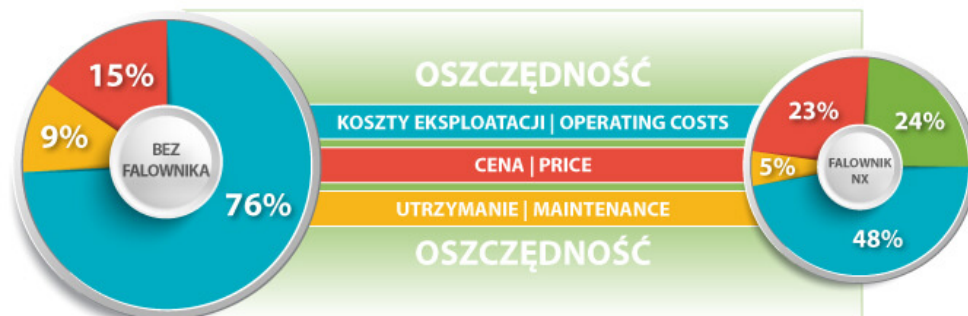 15%
9%
BEZ
FALOWNIKA
76%
OSZCZĘDNOŚĆ
KOSZTY EKSPLOATACJI | OPERATING COSTS
CENA | PRICE
UTRZYMANIE | MAINTENANCE
OSZCZĘDNOŚĆ
23%
24%
5%
FALOWNIK
NX
48%